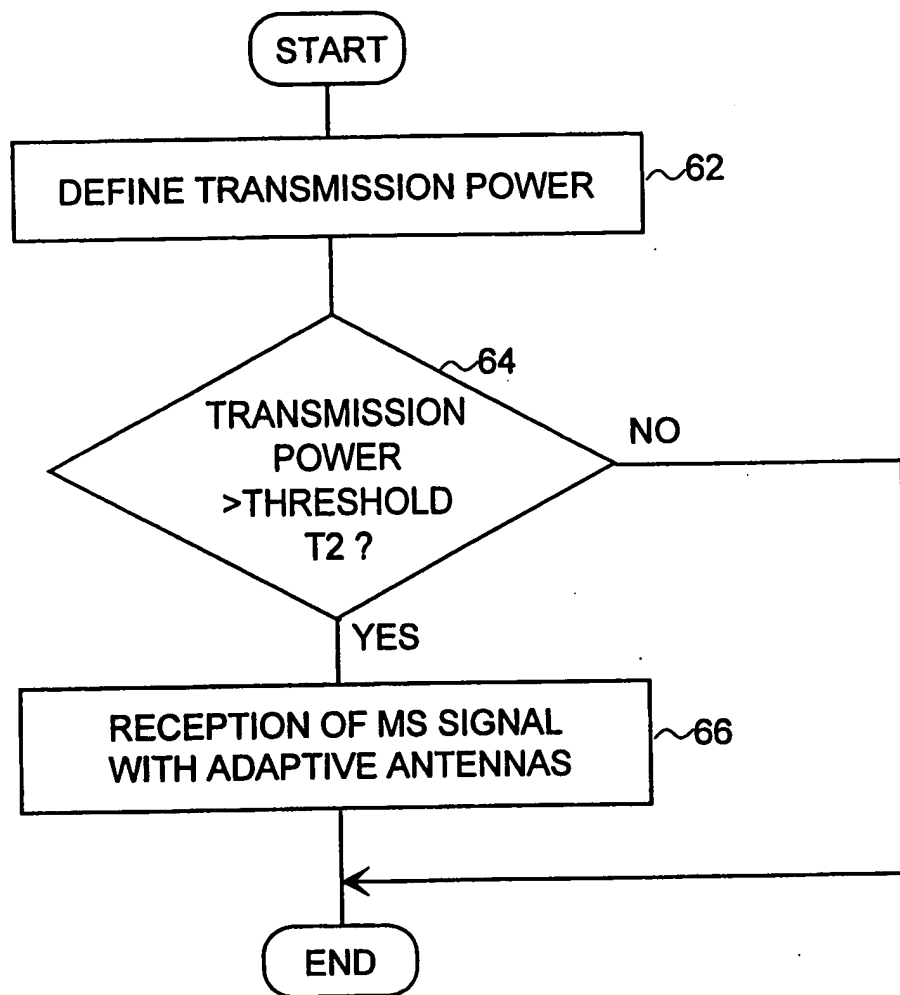 START
DEFINE TRANSMISSION POWER
62
64
TRANSMISSION
POWER
>THRESHOLD
T2 ?
NO
YES
RECEPTION OF MS SIGNAL
WITH ADAPTIVE ANTENNAS
66
END